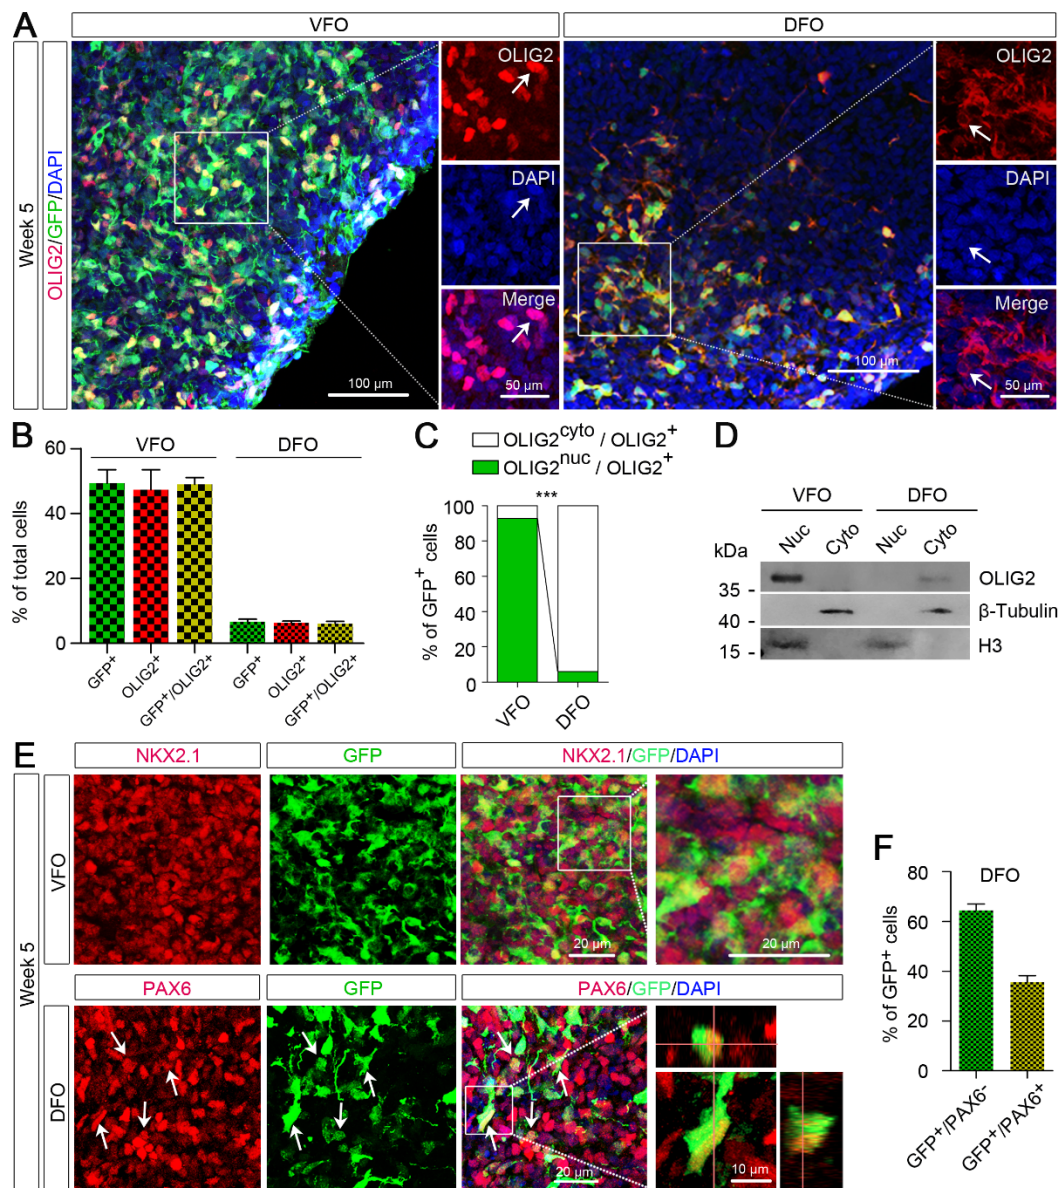 A
VFO
DFO
Week 5
OLIG2/GFP/DAPI
OLIG2
DAPI
Merge
100 µm
50 µm
OLIG2
DAPI
Merge
100 µm
50 µm
B
VFO
DFO
% of total cells
60
40
20
0
GFP+
OLIG2+
GFP+/OLIG2+
GFP+
OLIG2+
GFP+/OLIG2+
C
OLIG2cyto / OLIG2+
OLIG2nuc / OLIG2+
***
% of GFP+ cells
100
80
60
40
20
0
VFO
DFO
D
VFO
DFO
kDa
Nuc
Cyto
Nuc
Cyto
35 -
OLIG2
40 -
β-Tubulin
15 -
H3
E
NKX2.1
GFP
NKX2.1/GFP/DAPI
Week 5
VFO
20 µm
20 µm
PAX6
GFP
PAX6/GFP/DAPI
DFO
20 µm
10 µm
F
DFO
% of GFP+ cells
80
60
40
20
0
GFP+/PAX6-
GFP+/PAX6+